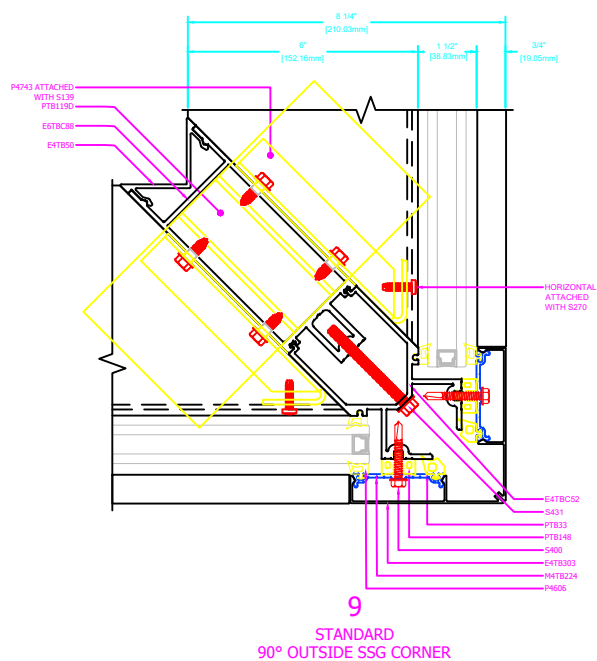 8 1/4"
[210.83mm]
6"
[152.16mm]
1 1/2"
[38.83mm]
3/4"
[19.05mm]
P4743 ATTACHED
WITH S139
PTB119D
E6TBC88
E4TB50
HORIZONTAL
ATTACHED
WITH S270
E4TBC52
S431
PTB33
PTB148
S400
E4TB303
M4TB224
P4606
9
STANDARD
90° OUTSIDE SSG CORNER